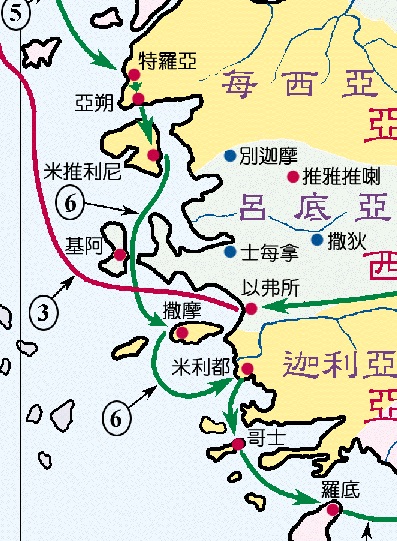 5
特羅亞
每西亞
亞朔
亞
米推利尼
別迦摩
推雅推喇
6
呂底亞
基阿
士每拿
撒狄
西
以弗所
3
撒摩
米利都
迦利亞
亞
6
哥士
羅底